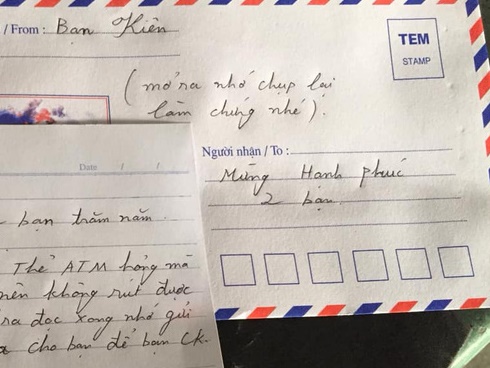 / From : Bạn Kiên
TEM
STAMP
(mở ra nhớ chụp lại
làm chứng nhé).
Người nhận / To :
Mừng Hạnh phúc
2 bạn
Date / /
bạn trăm năm
Thẻ ATM hỏng mà
nên không rút được
ra đọc xong nhớ gửi
cho bạn để bạn CK.